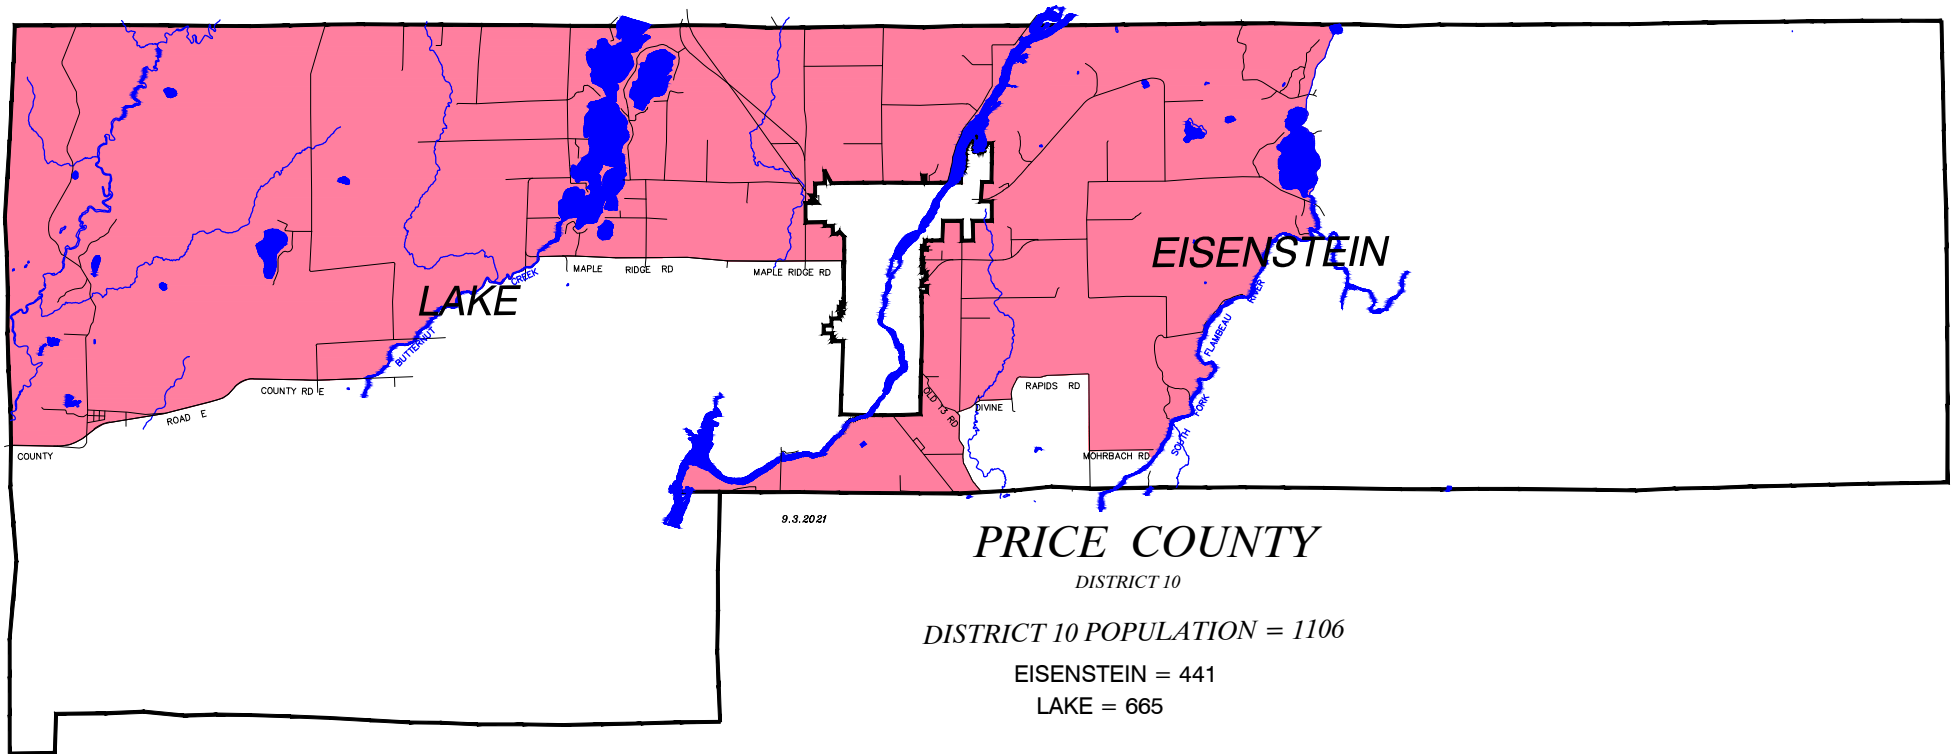 EISENSTEIN
MAPLE RIDGE RD
MAPLE RIDGE RD
CREEK
LAKE
RIVER
BUTTERNUT
FLAMBEAU
COUNTY RD E
RAPIDS RD
OLD 13 RD
DIVINE
FORK
ROAD E
SOUTH
COUNTY
MOHRBACH RD
9.3.2021
PRICE COUNTY
DISTRICT 10
DISTRICT 10 POPULATION = 1106
EISENSTEIN = 441
LAKE = 665